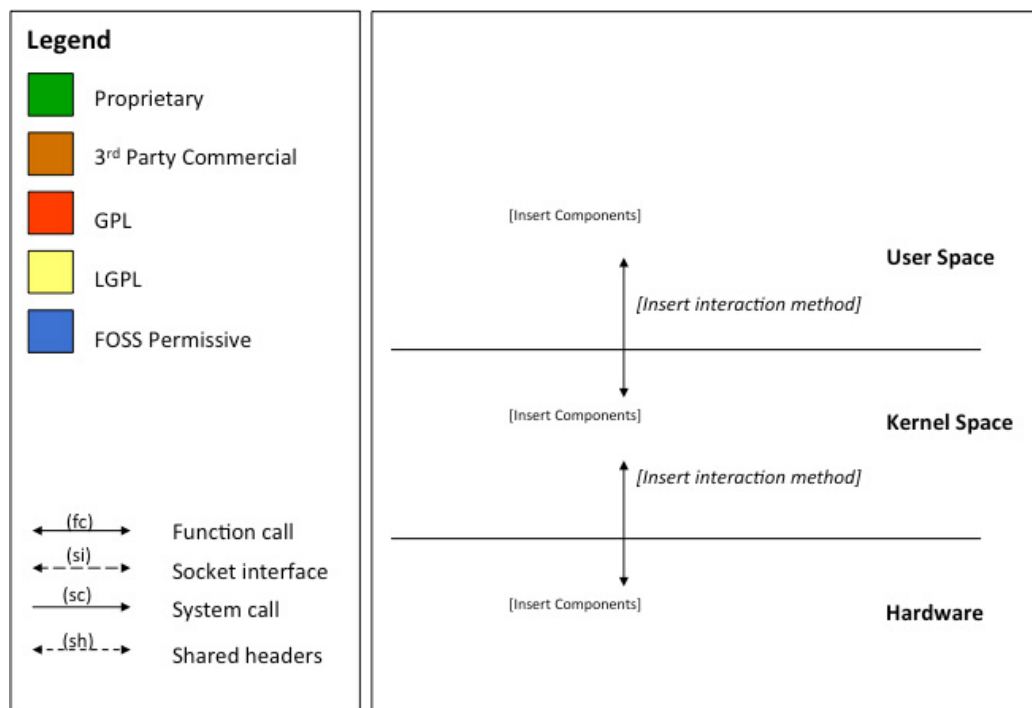 Legend
Proprietary
3rd Party Commercial
GPL
LGPL
FOSS Permissive
(fc)
Function call
(si)
Socket interface
(sc)
System call
(sh)
Shared headers
[Insert Components]
User Space
[Insert interaction method]
[Insert Components]
Kernel Space
[Insert interaction method]
[Insert Components]
Hardware